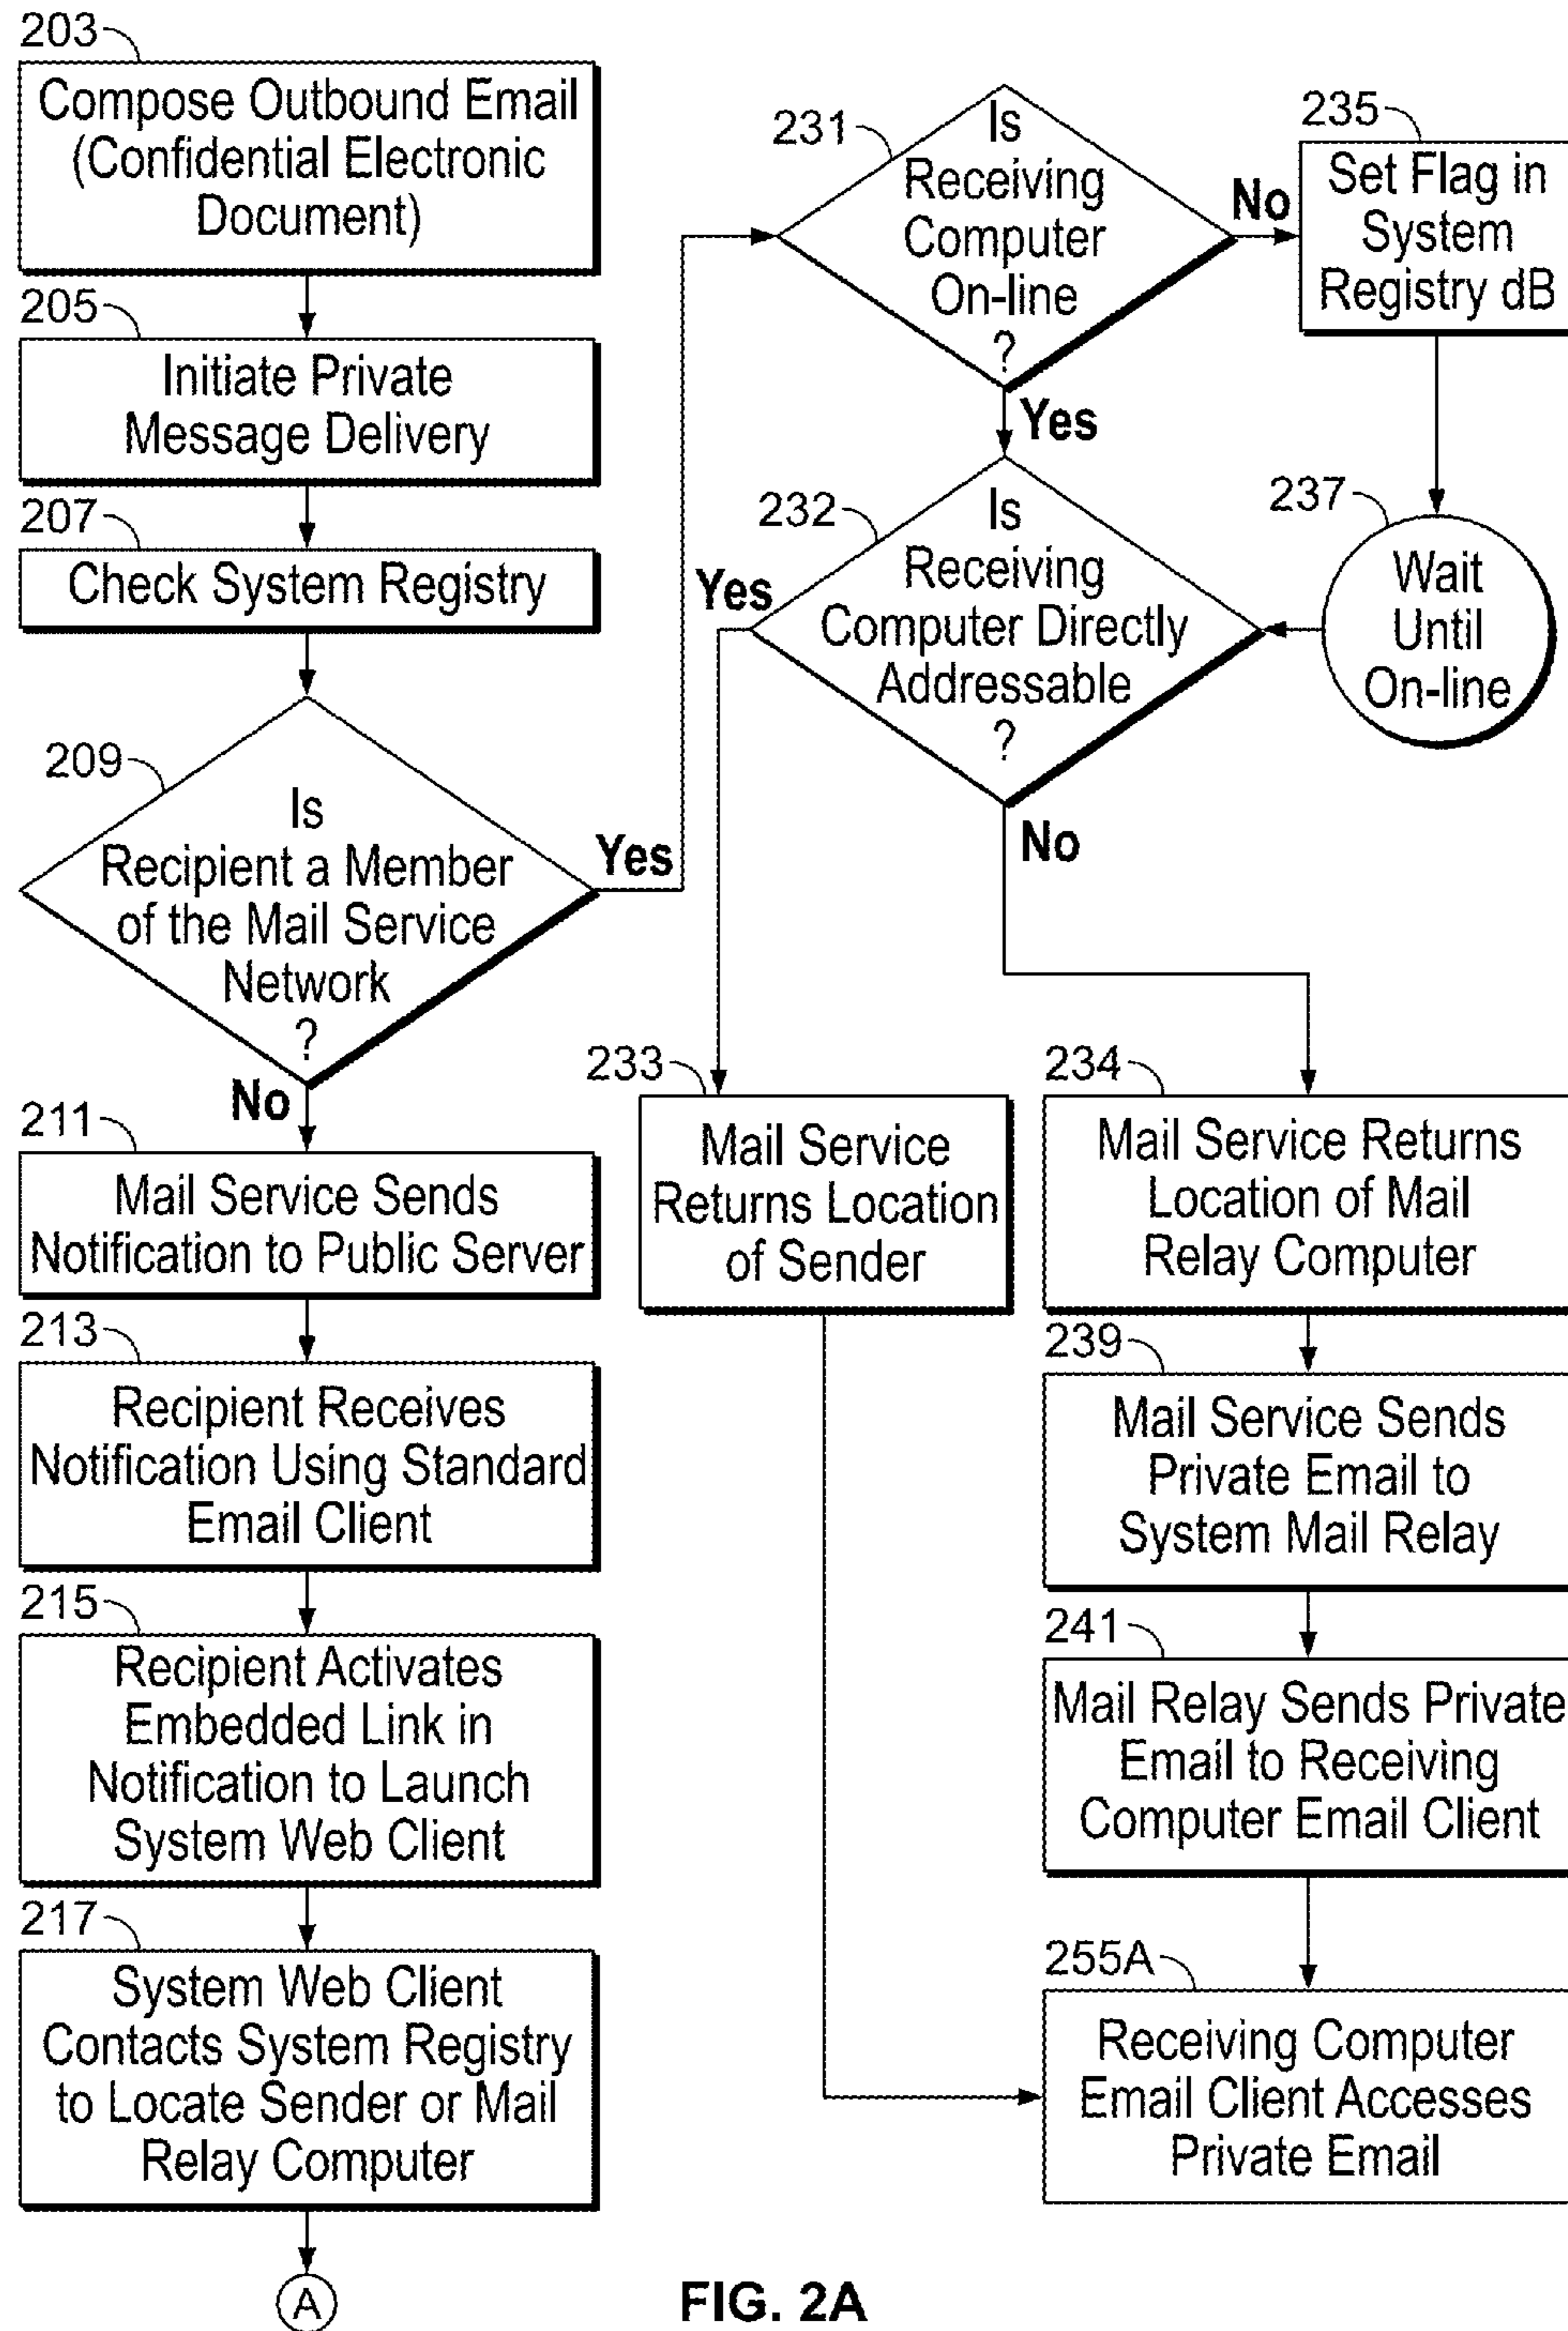 203
Compose Outbound Email
(Confidential Electronic
Document)
205
Initiate Private
Message Delivery
207
Check System Registry
209
Is
Recipient a Member
of the Mail Service
Network
?
Yes
No
211
Mail Service Sends
Notification to Public Server
213
Recipient Receives
Notification Using Standard
Email Client
215
Recipient Activates
Embedded Link in
Notification to Launch
System Web Client
217
System Web Client
Contacts System Registry
to Locate Sender or Mail
Relay Computer
A
231
Is
Receiving
Computer
On-line
?
No
Yes
235
Set Flag in
System
Registry dB
237
Wait
Until
On-line
232
Is
Receiving
Computer Directly
Addressable
?
Yes
No
233
Mail Service
Returns Location
of Sender
234
Mail Service Returns
Location of Mail
Relay Computer
239
Mail Service Sends
Private Email to
System Mail Relay
241
Mail Relay Sends Private
Email to Receiving
Computer Email Client
255A
Receiving Computer
Email Client Accesses
Private Email
FIG. 2A